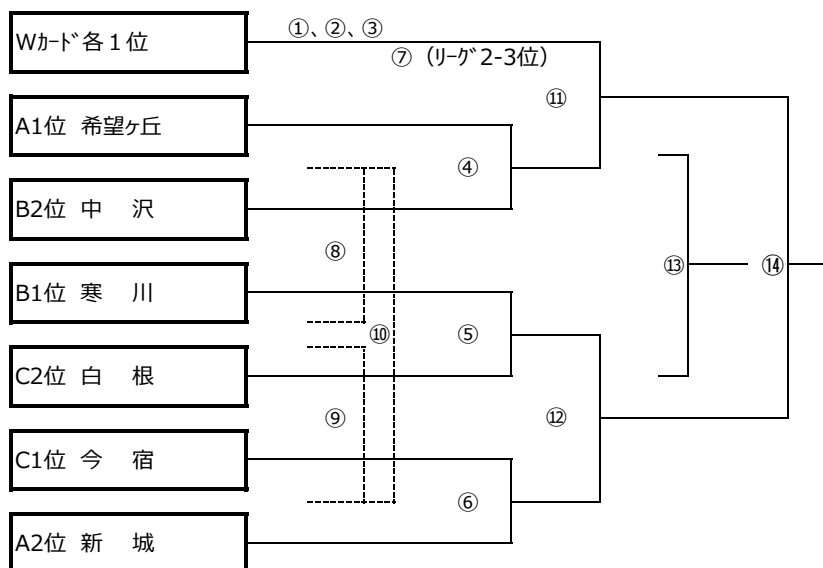 Wｶｰﾄﾞ各１位
①、②、③
⑦ (ﾘｰｸﾞ2-3位)
⑪
A1位 希望ヶ丘
④
B2位 中　沢
⑧
⑬
⑭
B1位 寒　川
⑩
⑤
C2位 白　根
⑨
⑫
C1位 今　宿
⑥
A2位 新　城